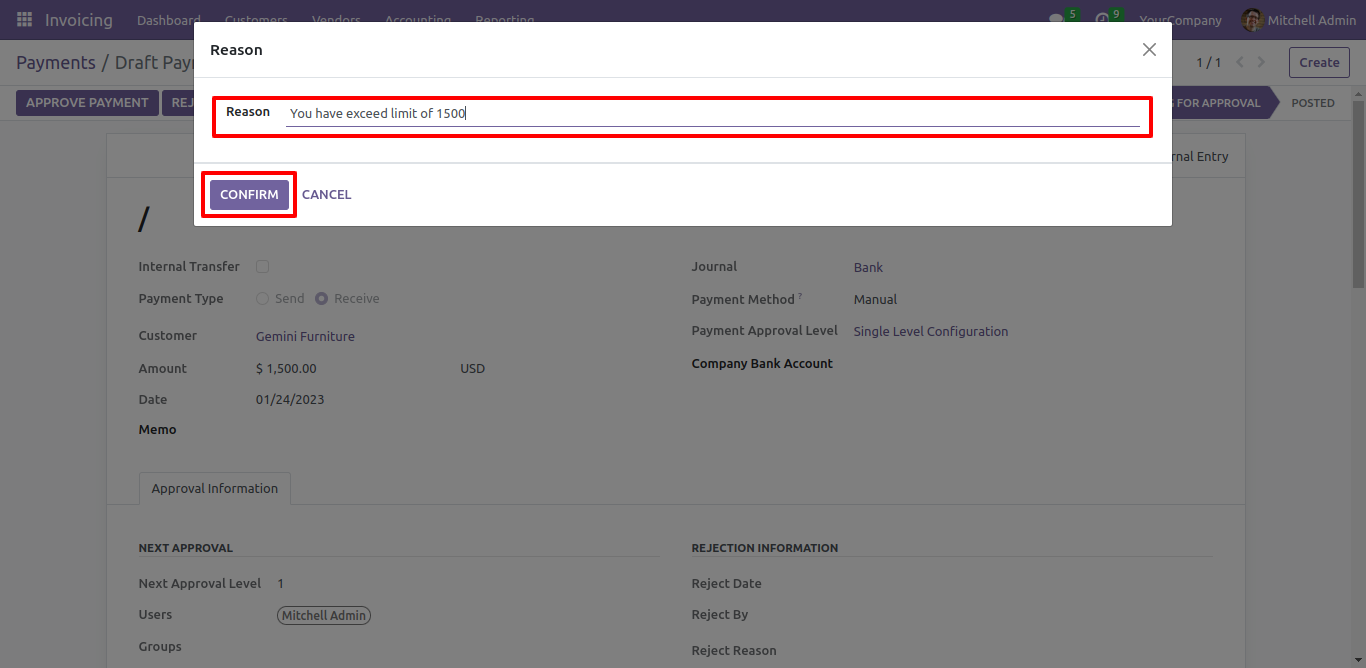 Invoicing Dashboard Customers Vendors Accounting Reporting 5 9 YourCompany Mitchell Admin
Reason
Payments / Draft Pay
1 / 1
Create
APPROVE PAYMENT
REJ
FOR APPROVAL
POSTED
Reason You have exceed limit of 1500
CONFIRM CANCEL
nal Entry
/
Internal Transfer
Journal Bank
Payment Type Send Receive
Payment Method ? Manual
Customer Gemini Furniture
Payment Approval Level Single Level Configuration
Amount $ 1,500.00 USD
Company Bank Account
Date 01/24/2023
Memo
Approval Information
NEXT APPROVAL
REJECTION INFORMATION
Next Approval Level 1
Reject Date
Users Mitchell Admin
Reject By
Groups
Reject Reason